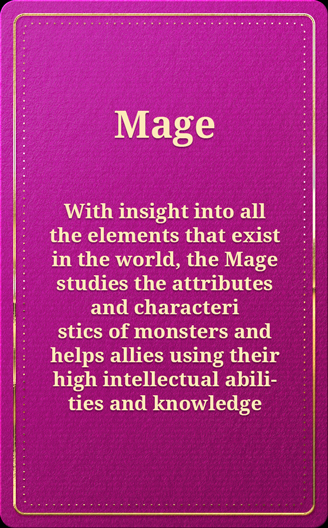 Mage
With insight into all
the elements that exist
in the world, the Mage
studies the attributes
and characteri
stics of monsters and
helps allies using their
high intellectual abili-
ties and knowledge